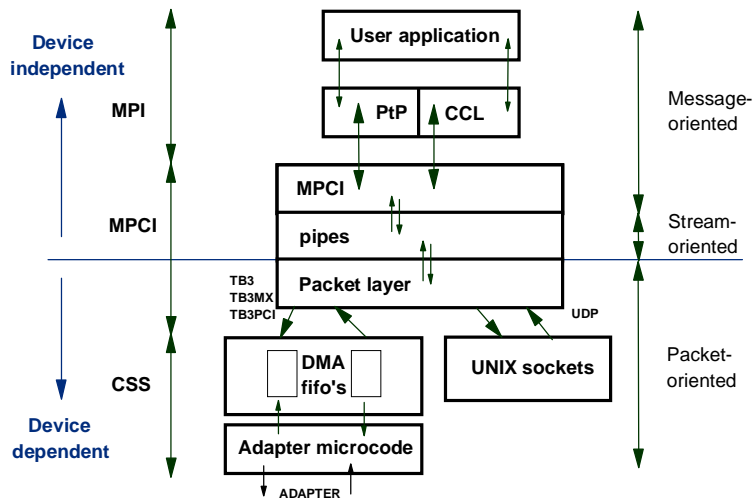 Device
independent
User application
MPI
PtP
CCL
Message-
oriented
MPCI
MPCI
pipes
Stream-
oriented
TB3
TB3MX
TB3PCI
Packet layer
UDP
CSS
DMA
fifo's
UNIX sockets
Packet-
oriented
Device
dependent
Adapter microcode
ADAPTER